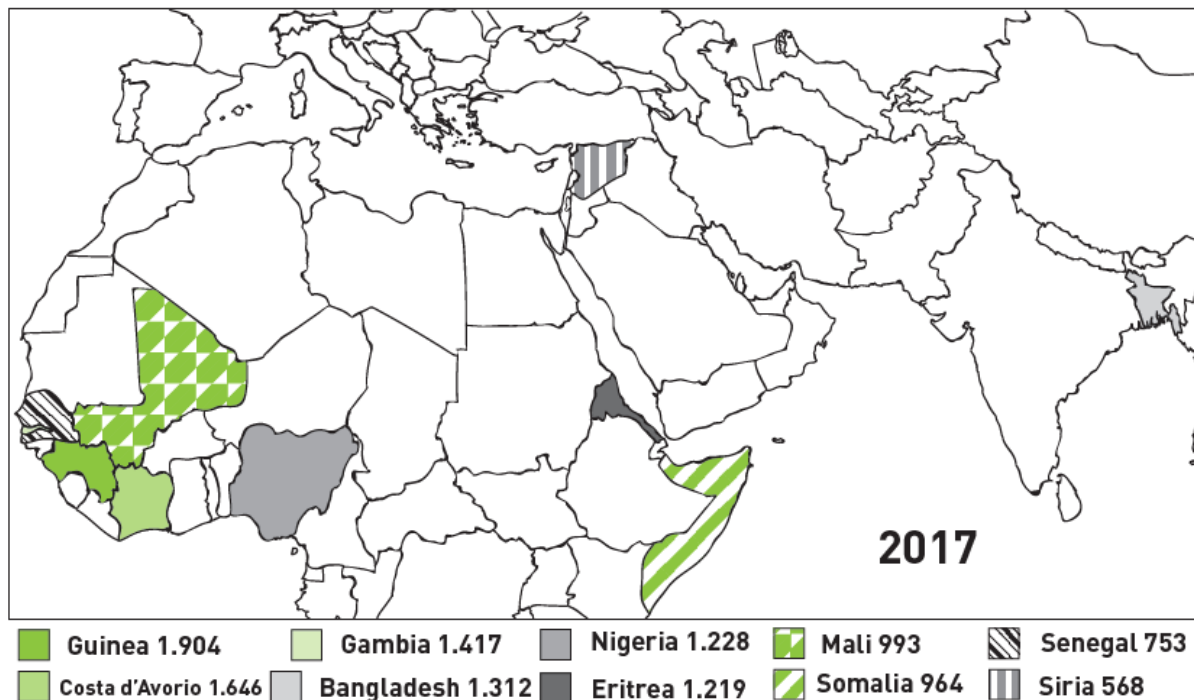 2017
Guinea 1.904 Gambia 1.417 Nigeria 1.228 Mali 993 Senegal 753
Costa d'Avorio 1.646 Bangladesh 1.312 Eritrea 1.219 Somalia 964 Siria 568